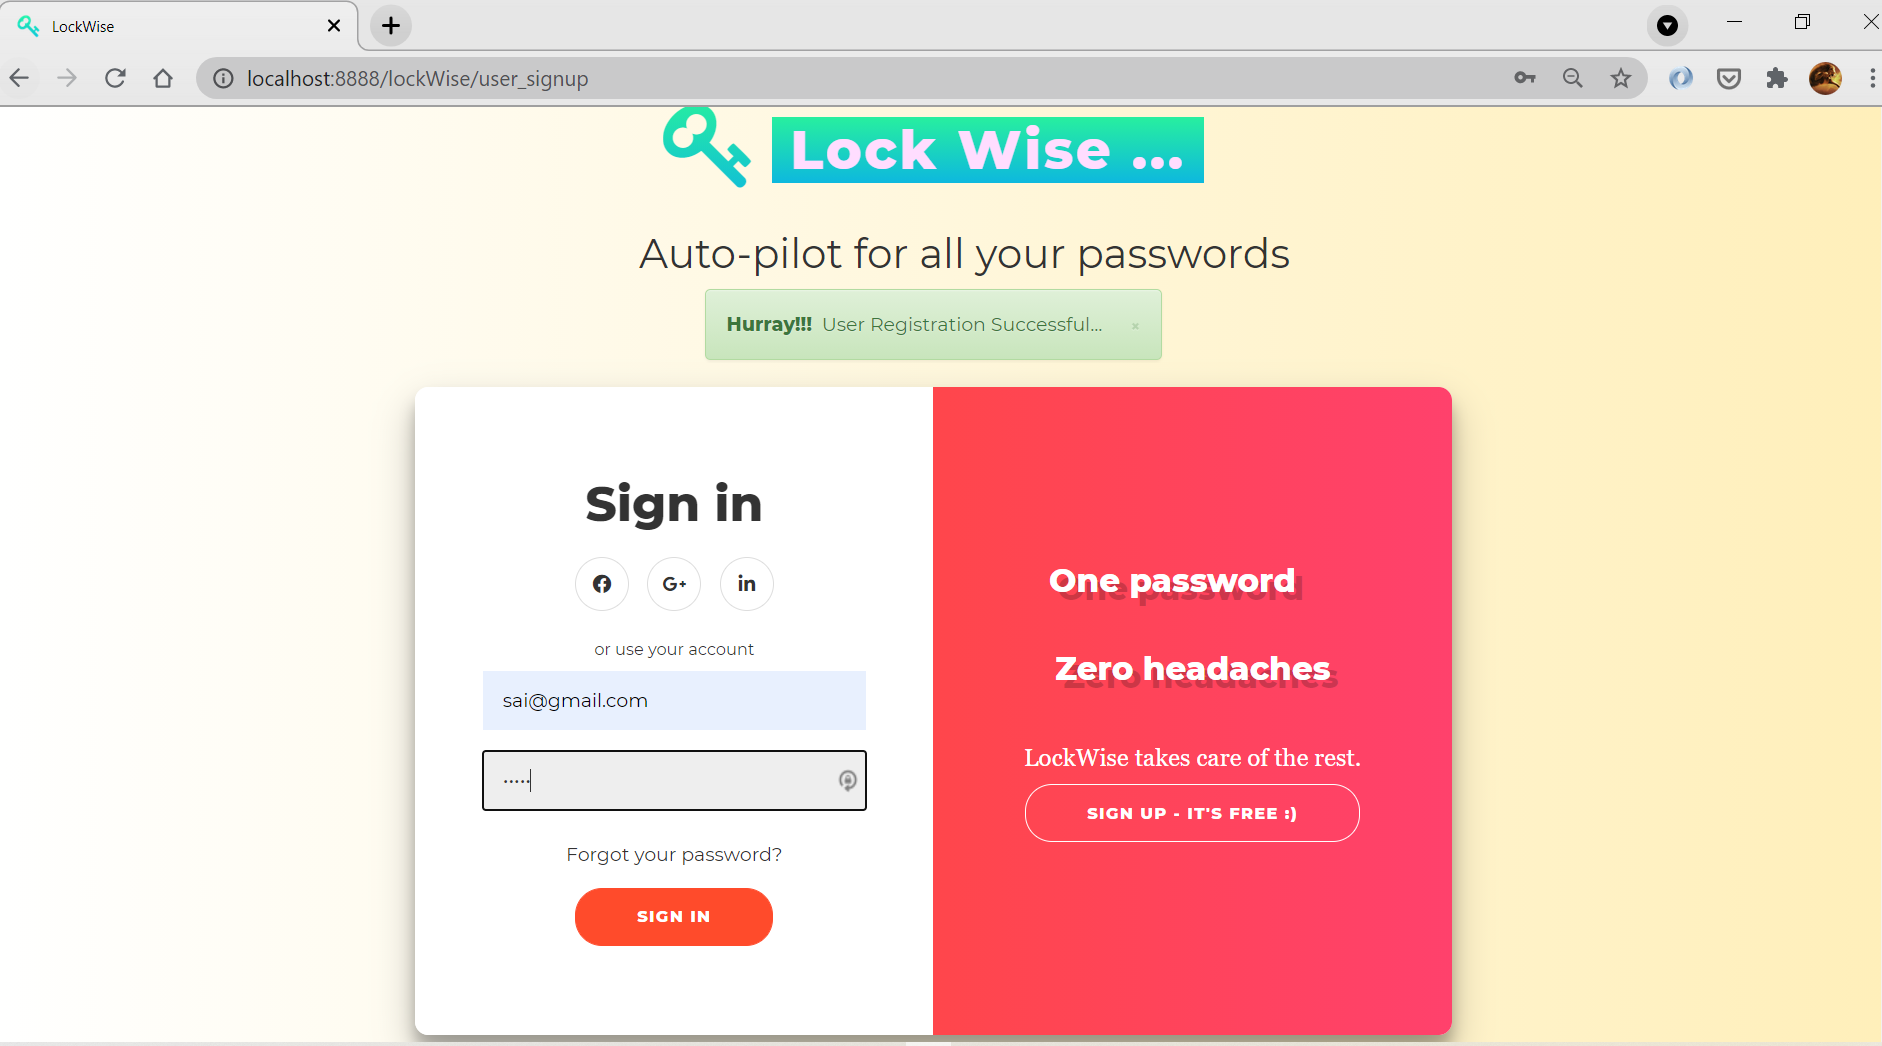 LockWise
localhost:8888/lockWise/user_signup
Lock Wise ...
Auto-pilot for all your passwords
Hurray!!! User Registration Successful... ×
Sign in
G+
in
or use your account
sai@gmail.com
.....
Forgot your password?
SIGN IN
One password
Zero headaches
LockWise takes care of the rest.
SIGN UP - IT'S FREE :)